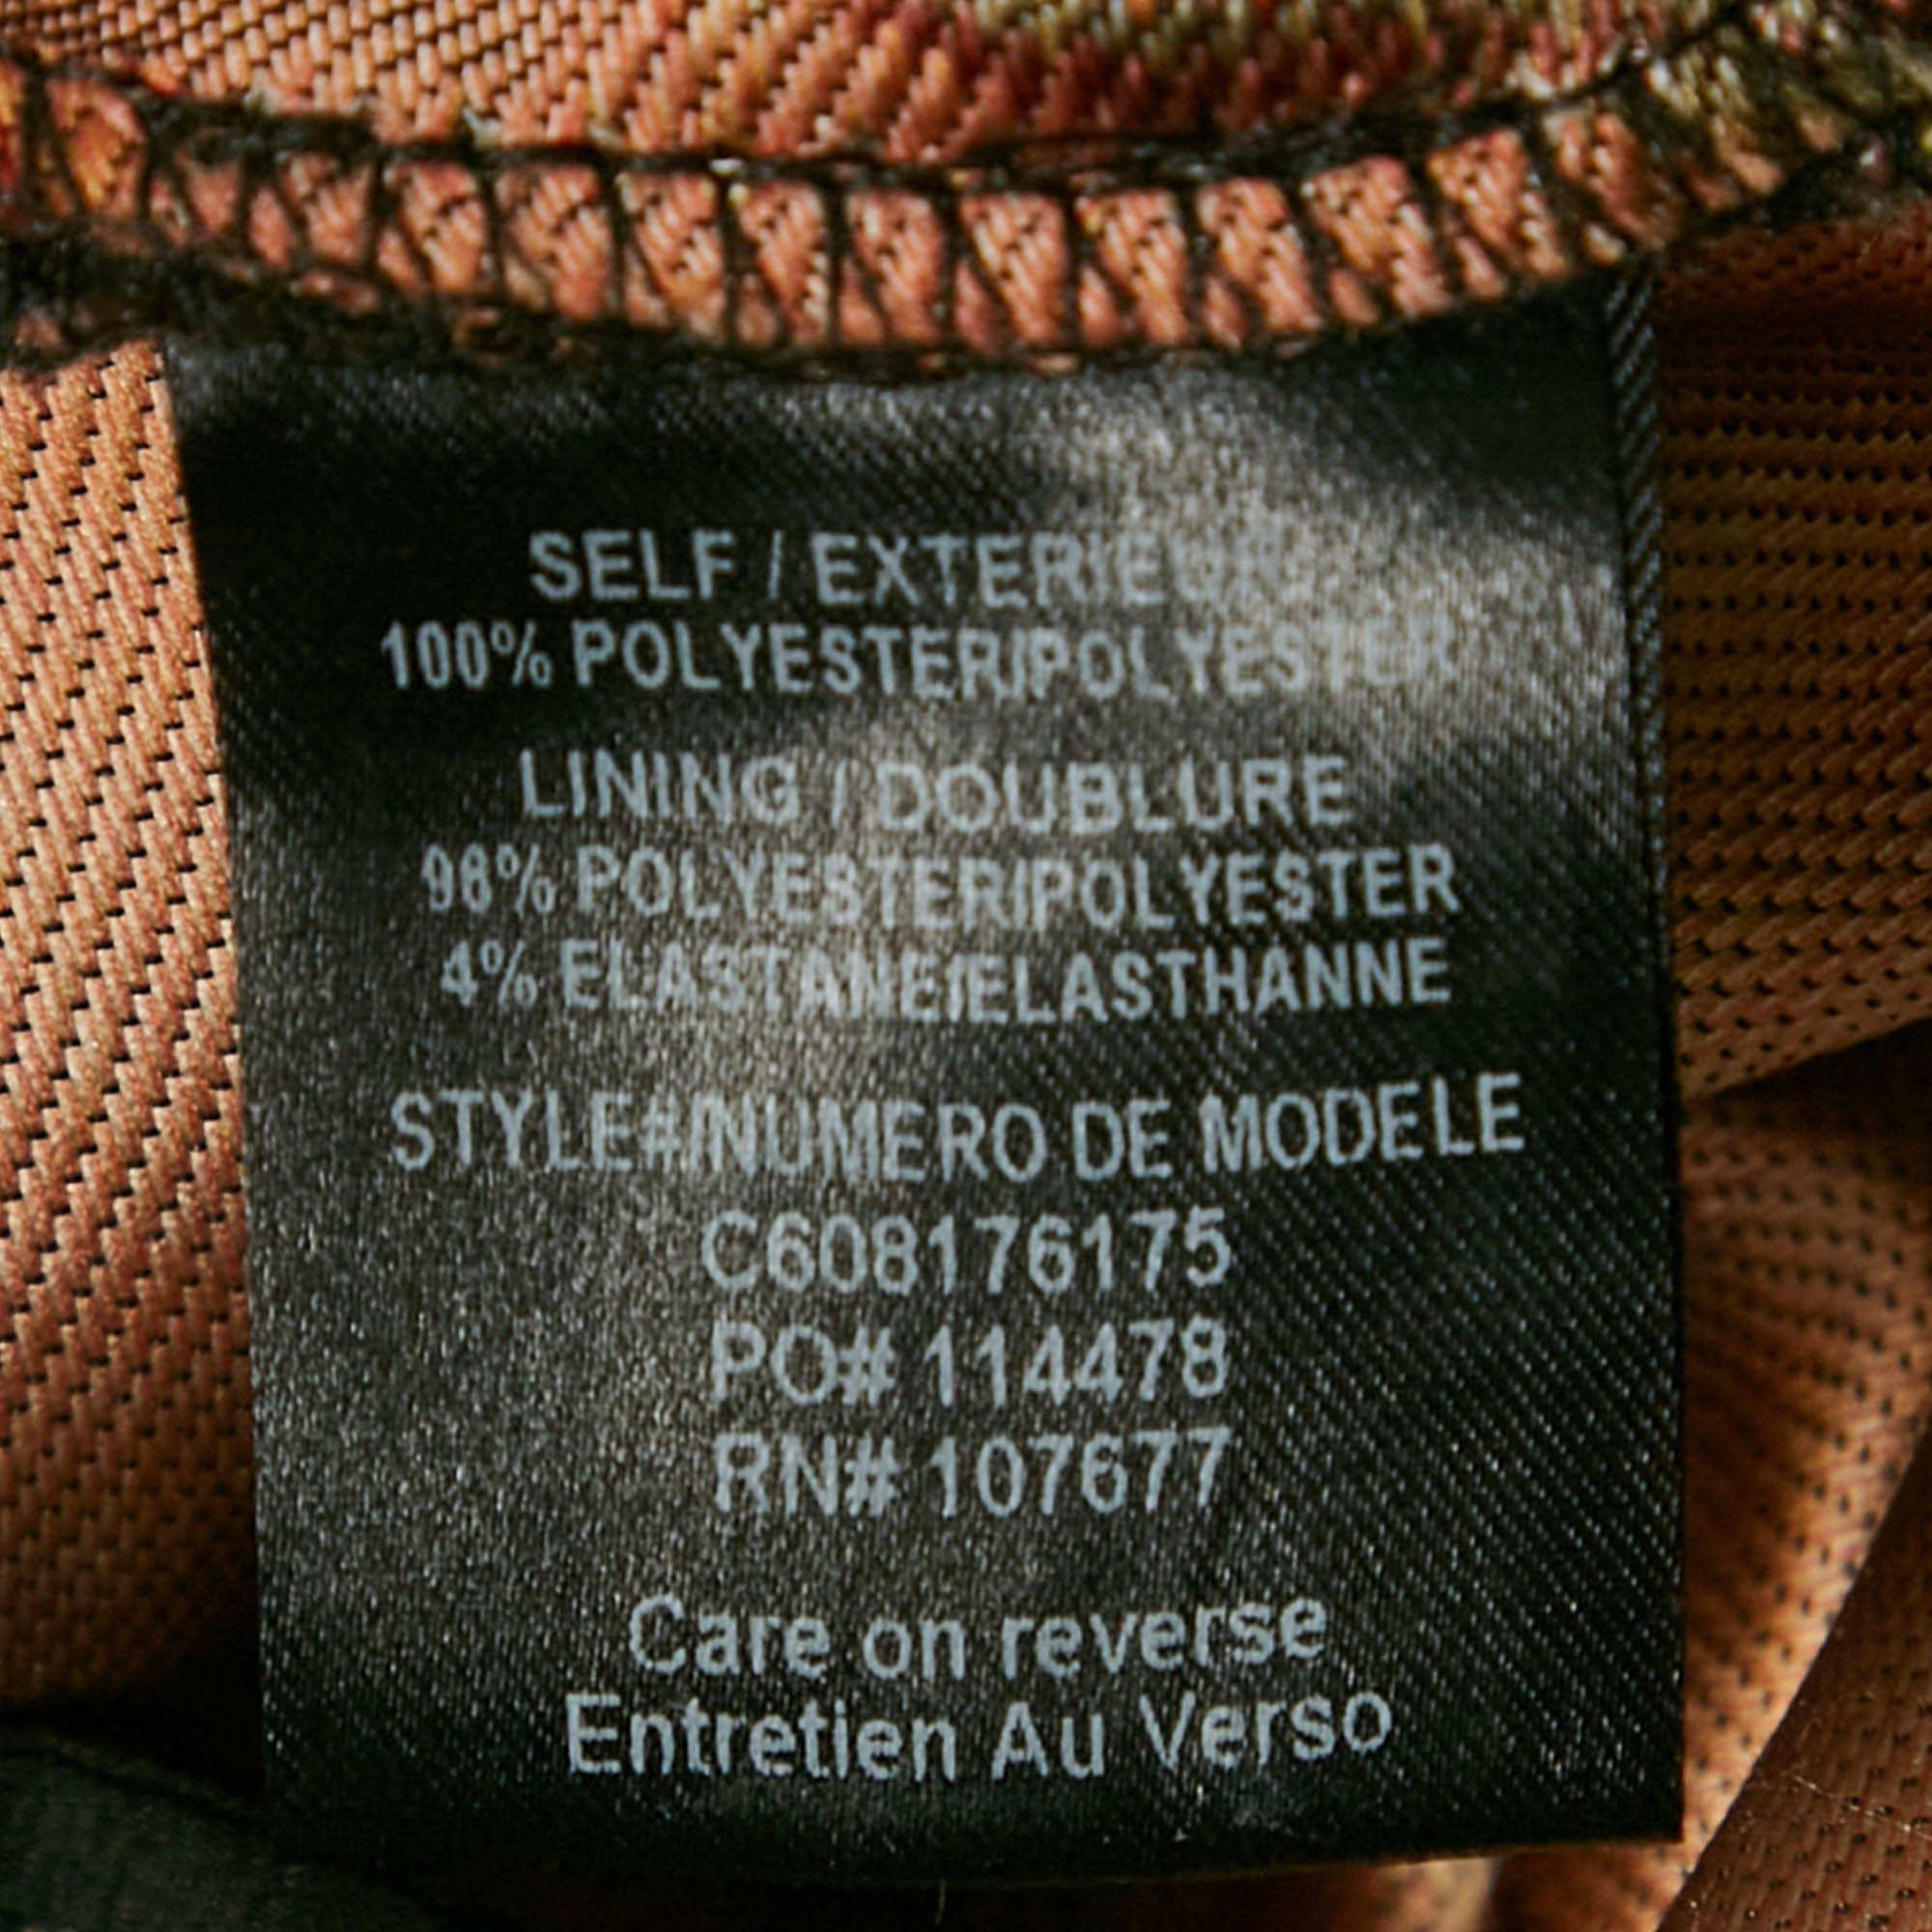 SELF / EXTERIEUR
100% POLYESTER/POLYESTER
LINING / DOUBLURE
96% POLYESTER/POLYESTER
4% ELASTANE/ELASTHANNE
STYLE#/NUMERO DE MODELE
C608176175
PO# 114478
RN# 107677
Care on reverse
Entretien Au Verso